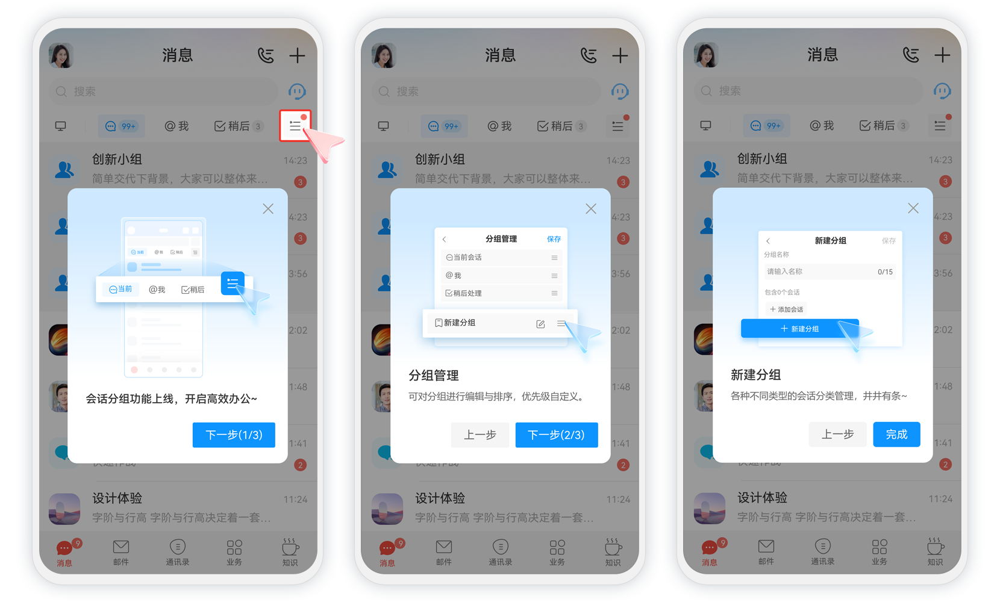 消息
搜索
99+
@我
稍后 3
创新小组
14:23
简单交代下背景，大家可以整体来...
3
4:23
3
3:56
2:02
1:48
1:41
2
当前
@我
稍后
当前
@我
稍后
会话分组功能上线，开启高效办公~
下一步(1/3)
设计体验
11:24
字阶与行高 字阶与行高决定着一套...
9
消息
邮件
通讯录
业务
知识
消息
搜索
99+
@我
稍后 3
创新小组
14:23
简单交代下背景，大家可以整体来...
3
4:23
3
3:56
2:02
1:48
1:41
2
分组管理
保存
当前会话
@我
稍后处理
新建分组
分组管理
可对分组进行编辑与排序，优先级自定义。
上一步
下一步(2/3)
设计体验
11:24
字阶与行高 字阶与行高决定着一套...
9
消息
邮件
通讯录
业务
知识
消息
搜索
99+
@我
稍后 3
创新小组
14:23
简单交代下背景，大家可以整体来...
3
4:23
3
3:56
2:02
1:48
1:41
2
新建分组
保存
分组名称
请输入名称
0/15
包含0个会话
+ 添加会话
+ 新建分组
新建分组
各种不同类型的会话分类管理，井井有条~
上一步
完成
设计体验
11:24
字阶与行高 字阶与行高决定着一套...
9
消息
邮件
通讯录
业务
知识